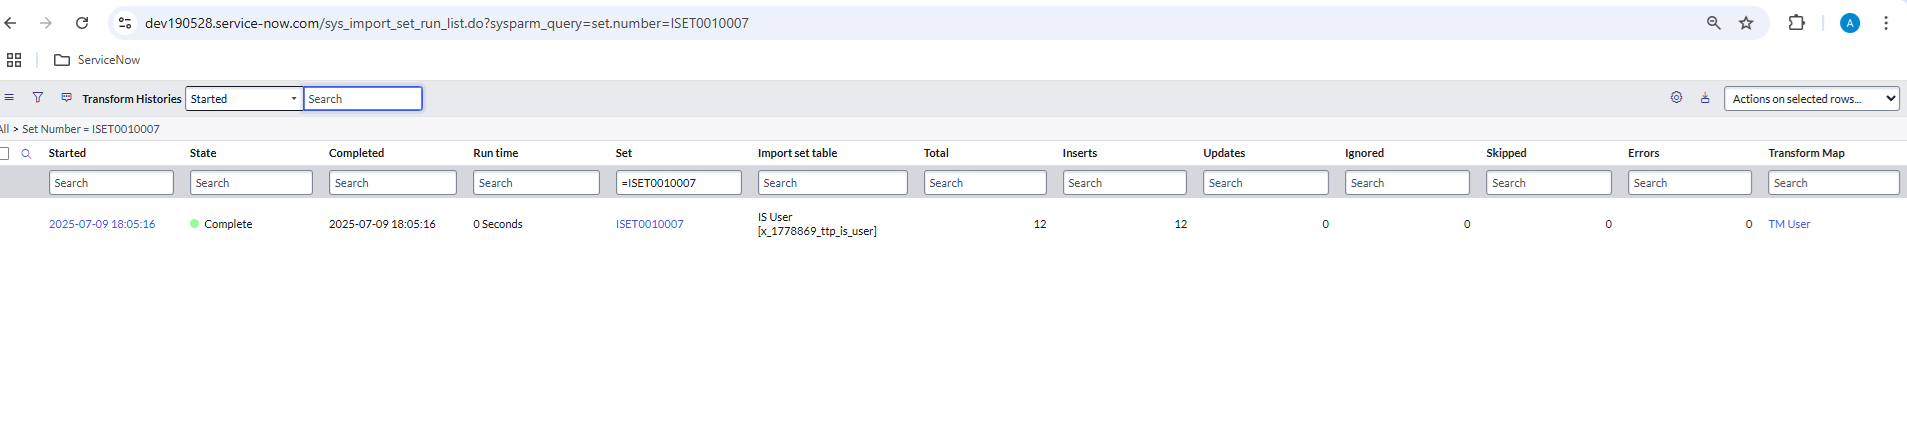 dev190528.service-now.com/sys_import_set_run_list.do?sysparm_query=set.number=ISET0010007
A
ServiceNow
Transform Histories Started Search Actions on selected rows...
All > Set Number = ISET0010007
Started State Completed Run time Set Import set table Total Inserts Updates Ignored Skipped Errors Transform Map
Search Search Search Search =ISET0010007 Search Search Search Search Search Search Search Search
2025-07-09 18:05:16 Complete 2025-07-09 18:05:16 0 Seconds ISET0010007 IS User 12 12 0 0 0 0 TM User
[x_1778869_ttp_is_user]